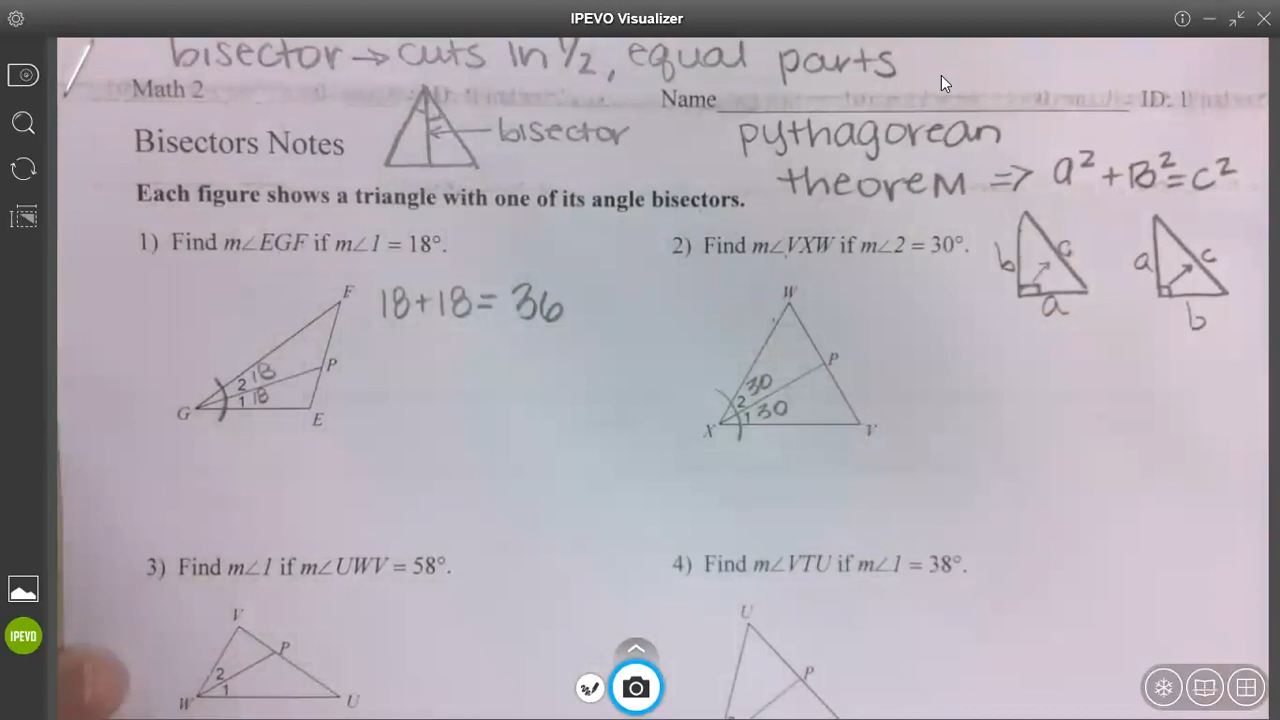 IPEVO Visualizer
bisector → cuts in 1/2, equal parts
Math 2
Name
ID: 1
Bisectors Notes
bisector
pythagorean
theorem => a²+B²=c²
Each figure shows a triangle with one of its angle bisectors.
1) Find m∠EGF if m∠1 = 18°.
2) Find m∠VXW if m∠2 = 30°.
b c a
a c b
18+18= 36
F
2 18 P
1 18
G E
W
P
30
2
1 30
X V
3) Find m∠1 if m∠UWV = 58°.
4) Find m∠VTU if m∠1 = 38°.
V
P
2
1
W U
U
P
IPEVO